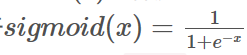 sigmoid(x) = 1/(1+e^{-x})